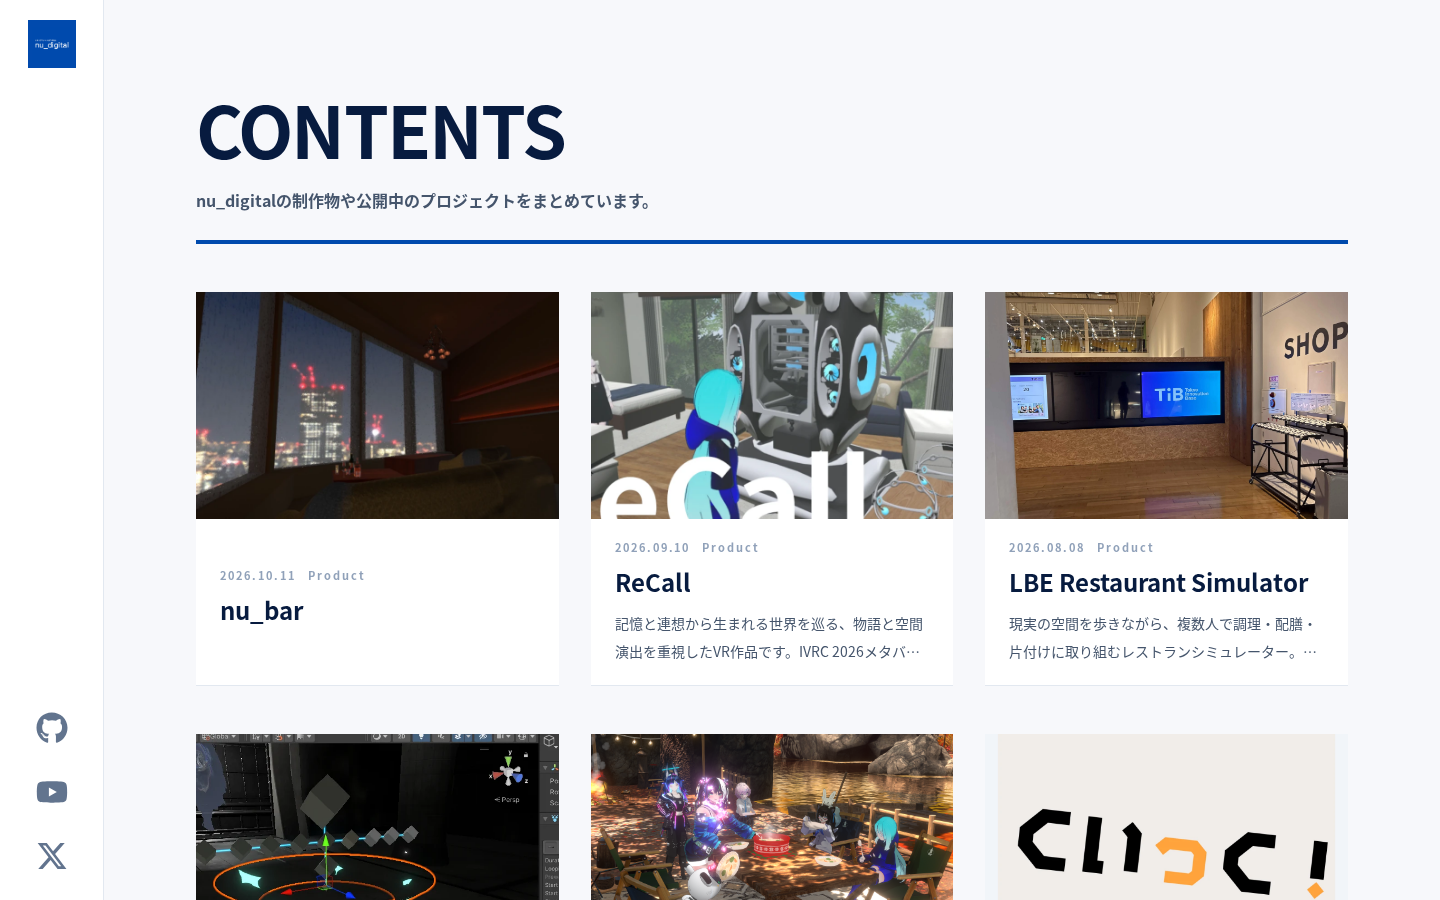 nu_digital
CONTENTS
nu_digitalの制作物や公開中のプロジェクトをまとめています。
SHOP
TiB Tokyo Innovation Base
eCall
2026.10.11 Product
nu_bar
2026.09.10 Product
ReCall
記憶と連想から生まれる世界を巡る、物語と空間
演出を重視したVR作品です。IVRC 2026メタバ…
2026.08.08 Product
LBE Restaurant Simulator
現実の空間を歩きながら、複数人で調理・配膳・
片付けに取り組むレストランシミュレーター。…
Persp